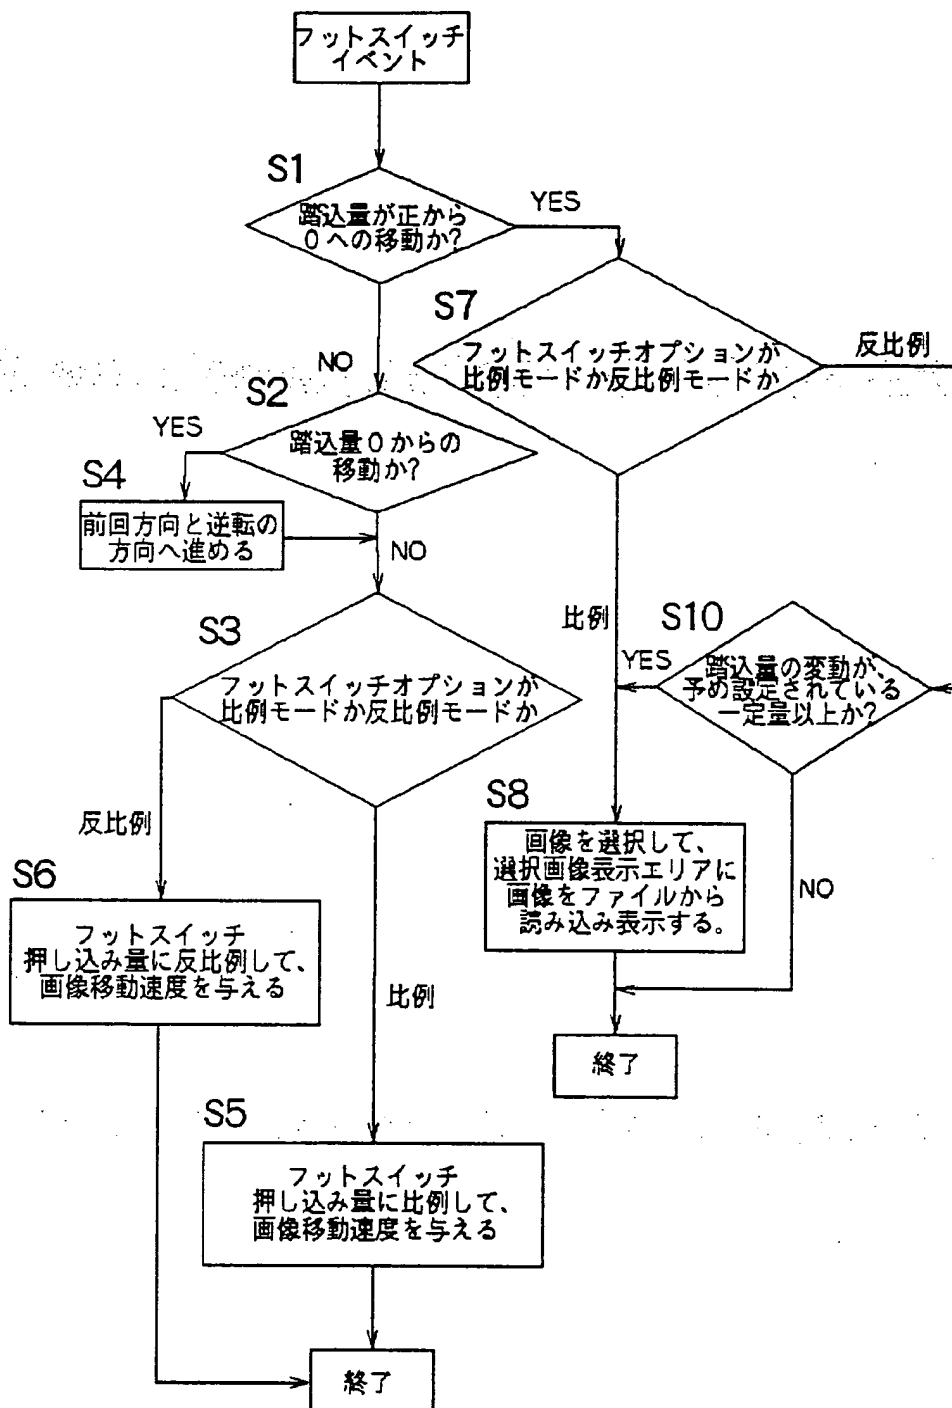 フットスイッチ
イベント
S1
踏込量が正から
0への移動か?
YES
NO
S7
フットスイッチオプションが
比例モードか反比例モードか
反比例
比例
S2
踏込量0からの
移動か?
YES
NO
S4
前回方向と逆転の
方向へ進める
S3
フットスイッチオプションが
比例モードか反比例モードか
反比例
比例
S10
踏込量の変動が、
予め設定されている
一定量以上か?
YES
NO
S8
画像を選択して、
選択画像表示エリアに
画像をファイルから
読み込み表示する。
終了
S6
フットスイッチ
押し込み量に反比例して、
画像移動速度を与える
S5
フットスイッチ
押し込み量に比例して、
画像移動速度を与える
終了